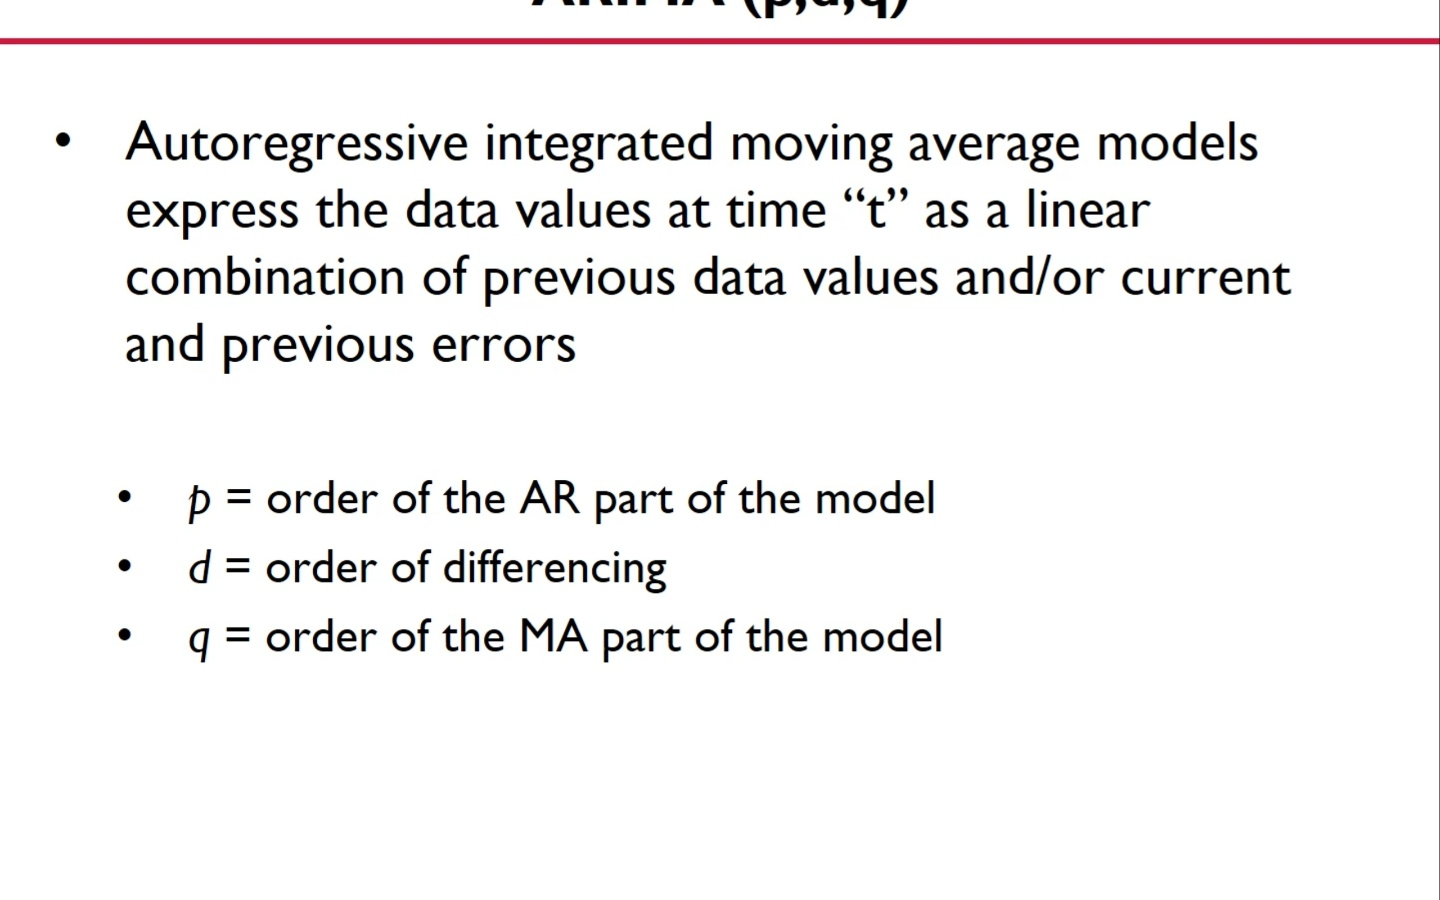 ARIMA (p,d,q)
• Autoregressive integrated moving average models
express the data values at time “t” as a linear
combination of previous data values and/or current
and previous errors
• p = order of the AR part of the model
• d = order of differencing
• q = order of the MA part of the model